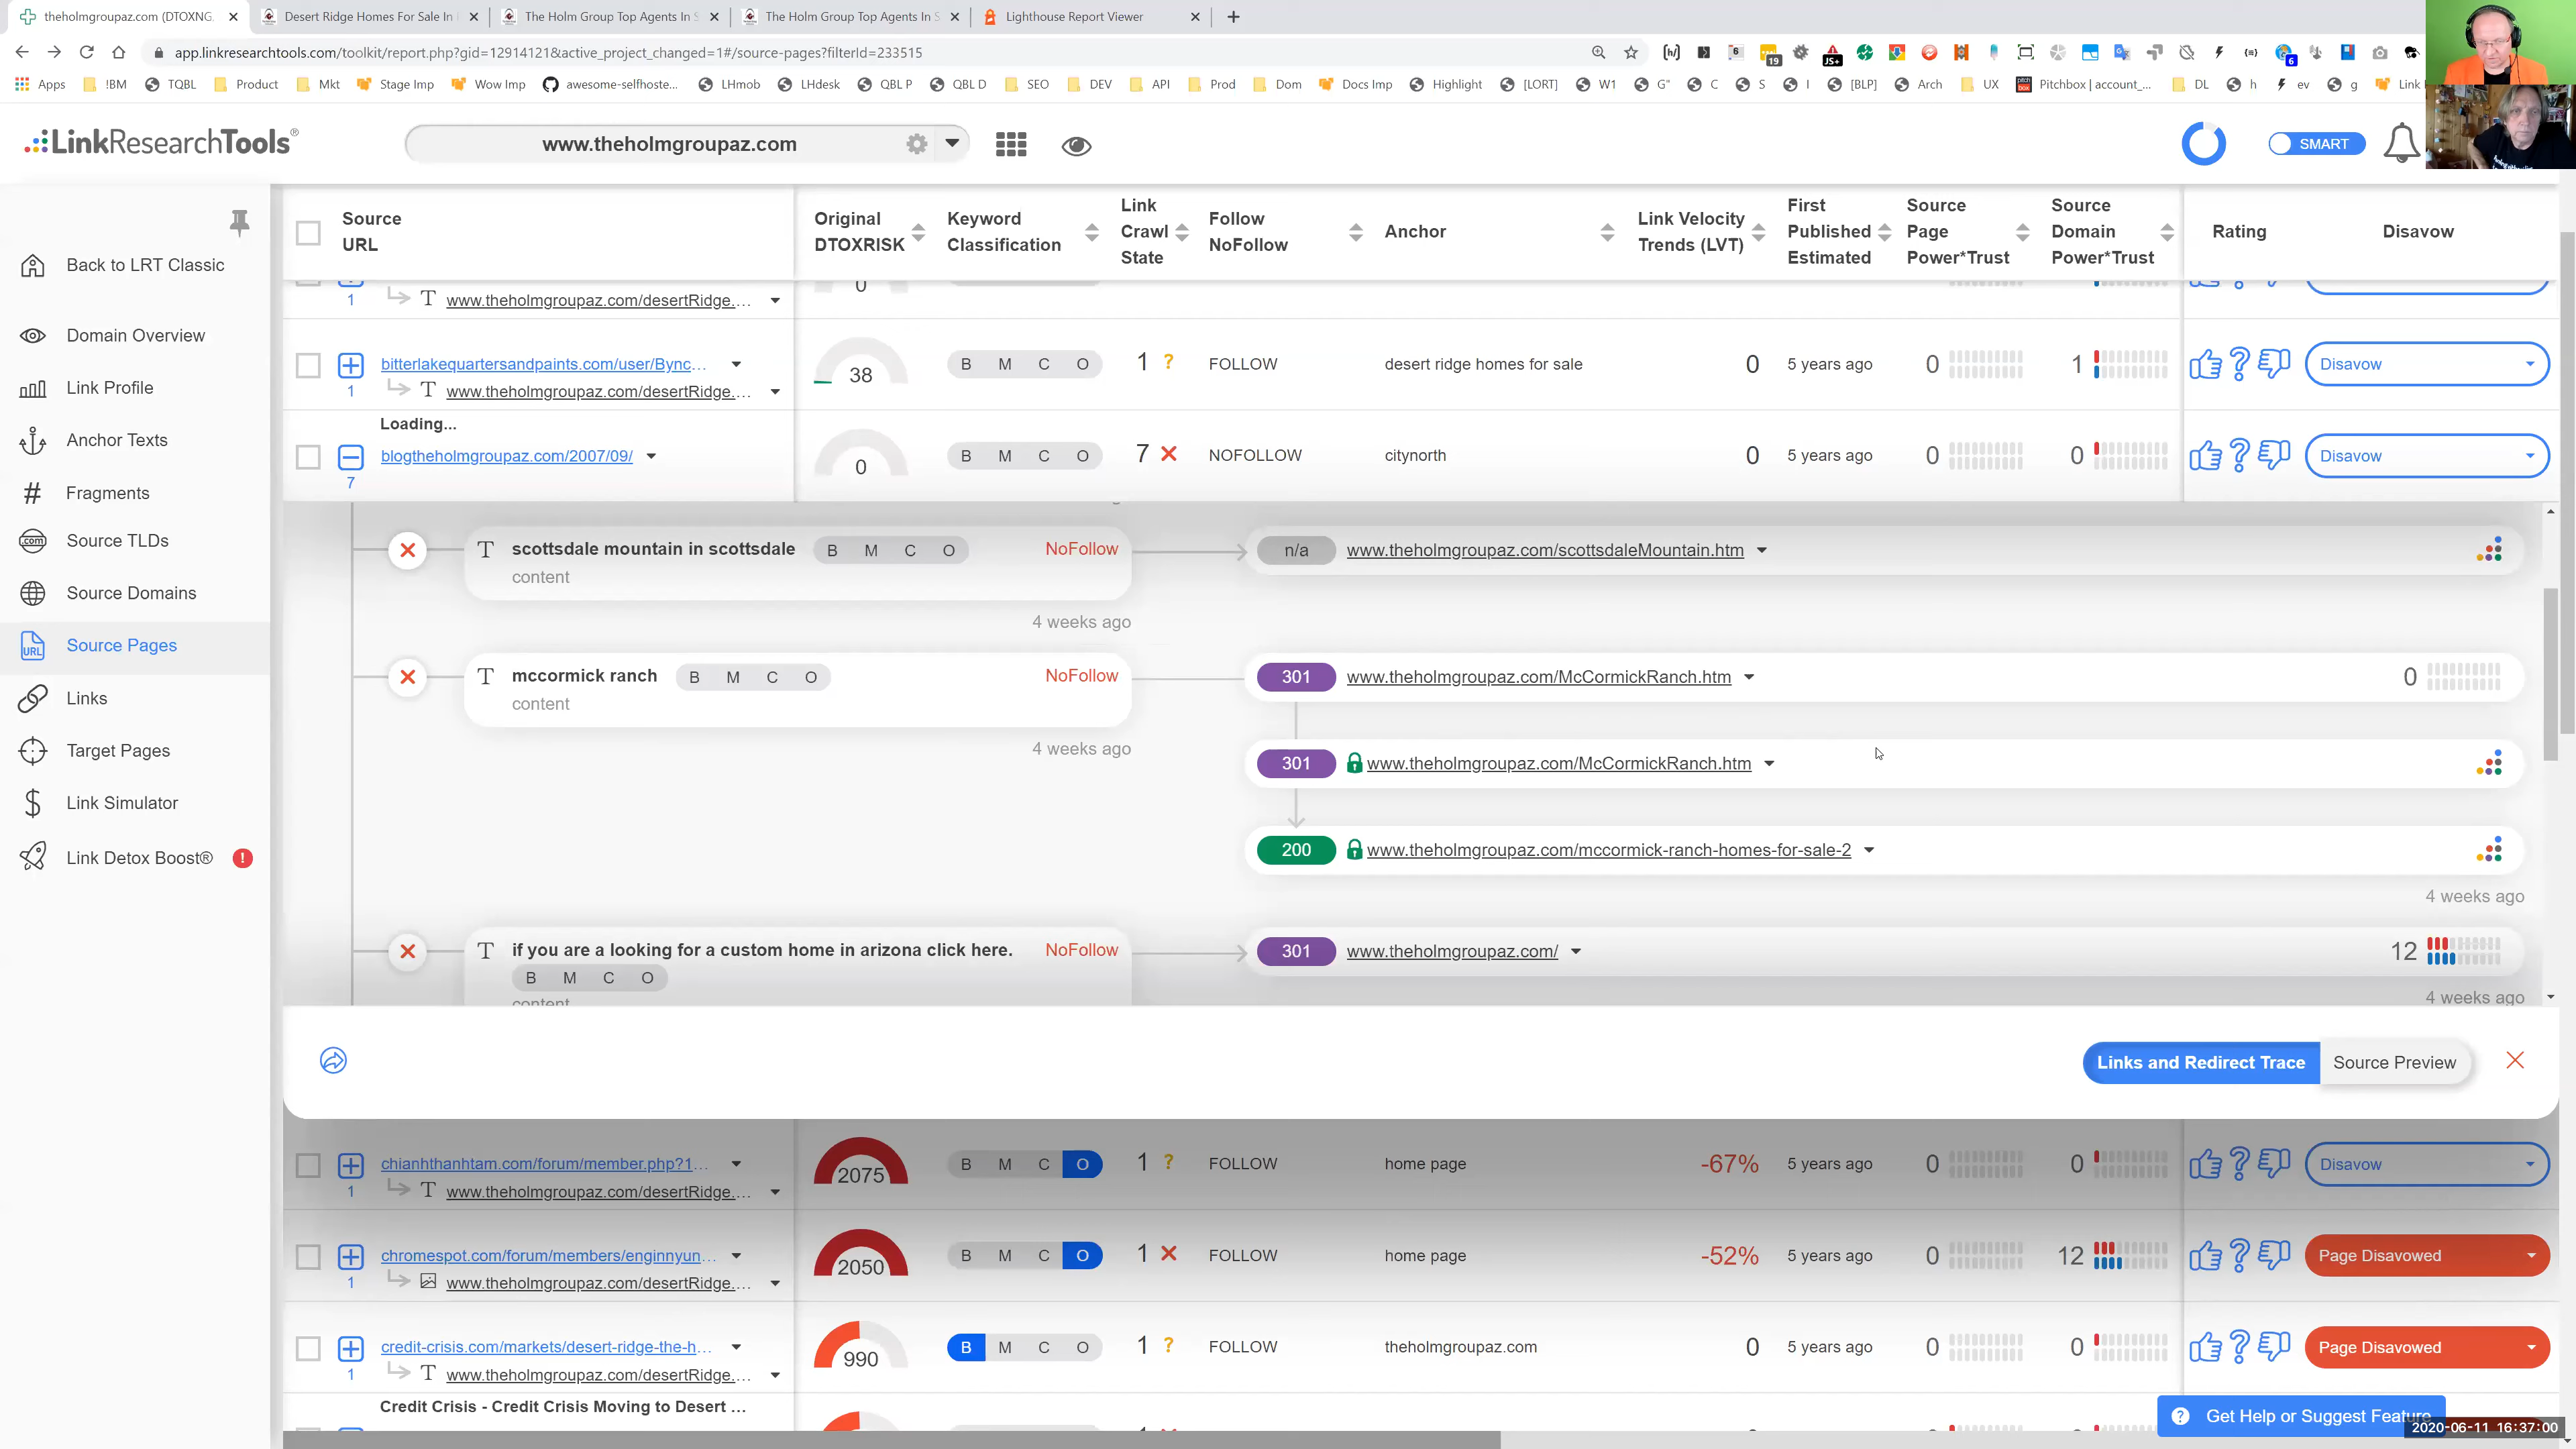 theholmgroupaz.com (DTOXNG
Desert Ridge Homes For Sale In
The Holm Group Top Agents In S
The Holm Group Top Agents In S
Lighthouse Report Viewer
app.linkresearchtools.com/toolkit/report.php?gid=12914121&active_project_changed=1#/source-pages?filterId=233515
Apps !BM TQBL Product Mkt Stage Imp Wow Imp awesome-selfhoste... LHmob LHdesk QBL P QBL D SEO DEV API Prod Dom Docs Imp Highlight [LORT] W1 G" C S I [BLP] Arch UX Pitchbox | account_... DL h ev g Link
LinkResearchTools®
www.theholmgroupaz.com
SMART
Back to LRT Classic
Domain Overview
Link Profile
Anchor Texts
Fragments
Source TLDs
Source Domains
Source Pages
Links
Target Pages
Link Simulator
Link Detox Boost® !
Source URL
Original DTOXRISK
Keyword Classification
Link Crawl State
Follow NoFollow
Anchor
Link Velocity Trends (LVT)
First Published Estimated
Source Page Power*Trust
Source Domain Power*Trust
Rating
Disavow
1 T www.theholmgroupaz.com/desertRidge.... 0
bitterlakequartersandpaints.com/user/Bync... 38 B M C O 1 ? FOLLOW desert ridge homes for sale 0 5 years ago 0 1 Disavow
1 T www.theholmgroupaz.com/desertRidge....
Loading...
blogtheholmgroupaz.com/2007/09/ 0 B M C O 7 NOFOLLOW citynorth 0 5 years ago 0 0 Disavow
7
T scottsdale mountain in scottsdale B M C O NoFollow n/a www.theholmgroupaz.com/scottsdaleMountain.htm
content
4 weeks ago
T mccormick ranch B M C O NoFollow 301 www.theholmgroupaz.com/McCormickRanch.htm 0
content
4 weeks ago
301 www.theholmgroupaz.com/McCormickRanch.htm
200 www.theholmgroupaz.com/mccormick-ranch-homes-for-sale-2
4 weeks ago
T if you are a looking for a custom home in arizona click here. NoFollow 301 www.theholmgroupaz.com/ 12
B M C O
content
4 weeks ago
Links and Redirect Trace Source Preview
chianhthanhtam.com/forum/member.php?1... 2075 B M C O 1 ? FOLLOW home page -67% 5 years ago 0 0 Disavow
1 T www.theholmgroupaz.com/desertRidge....
chromespot.com/forum/members/enginnyun... 2050 B M C O 1 FOLLOW home page -52% 5 years ago 0 12 Page Disavowed
1 www.theholmgroupaz.com/desertRidge....
credit-crisis.com/markets/desert-ridge-the-h... 990 B M C O 1 ? FOLLOW theholmgroupaz.com 0 5 years ago 0 0 Page Disavowed
1 T www.theholmgroupaz.com/desertRidge....
Credit Crisis - Credit Crisis Moving to Desert ...
? Get Help or Suggest Feature
2020-06-11 16:37:00